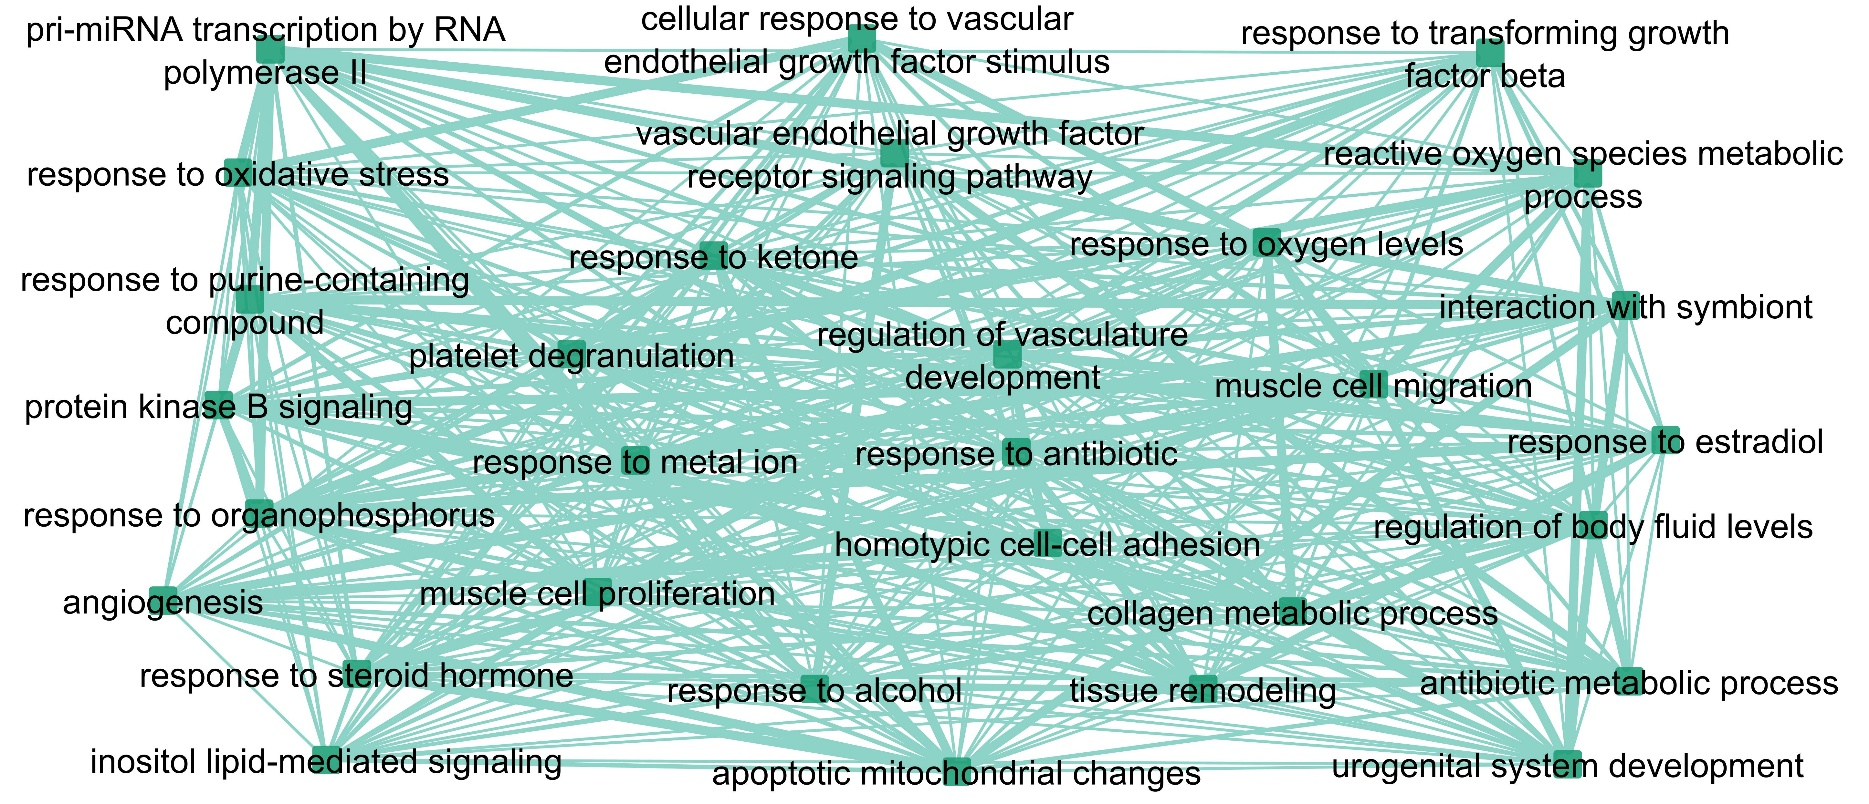 pri-miRNA transcription by RNA
polymerase II
cellular response to vascular
endothelial growth factor stimulus
response to transforming growth
factor beta
vascular endothelial growth factor
receptor signaling pathway
response to oxidative stress
reactive oxygen species metabolic
process
response to ketone
response to oxygen levels
response to purine-containing
compound
interaction with symbiont
platelet degranulation
regulation of vasculature
development
muscle cell migration
protein kinase B signaling
response to metal ion
response to antibiotic
response to estradiol
response to organophosphorus
homotypic cell-cell adhesion
regulation of body fluid levels
angiogenesis
muscle cell proliferation
collagen metabolic process
response to steroid hormone
response to alcohol
tissue remodeling
antibiotic metabolic process
inositol lipid-mediated signaling
apoptotic mitochondrial changes
urogenital system development